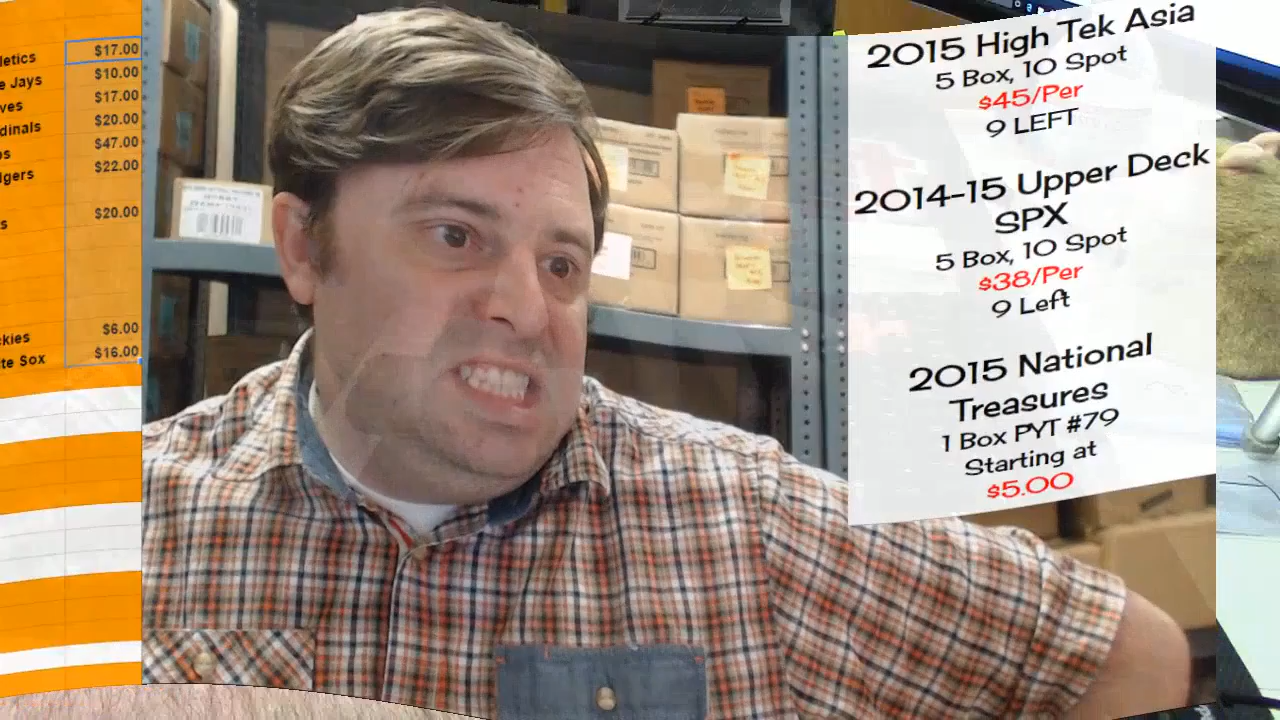 letics $17.00
e Jays $10.00
ves $17.00
dinals $20.00
os $47.00
dgers $22.00
s $20.00
ckies $6.00
te Sox $16.00
2015 High Tek Asia
5 Box, 10 Spot
$45/Per
9 LEFT
2014-15 Upper Deck
SPX
5 Box, 10 Spot
$38/Per
9 Left
2015 National
Treasures
1 Box PYT #79
Starting at
$5.00